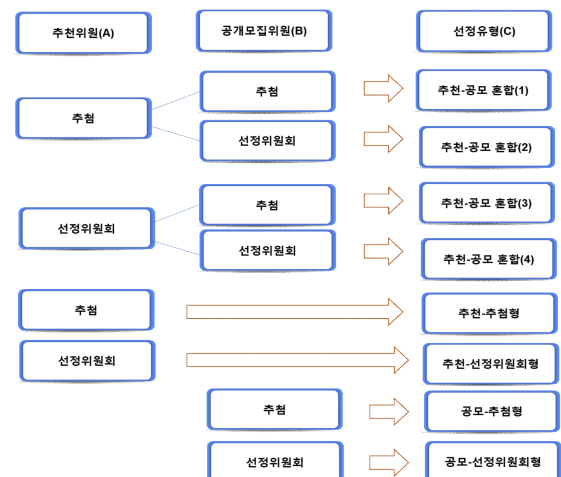 추천위원(A)
공개모집위원(B)
선정유형(C)
추첨
추첨
추천-공모 혼합(1)
선정위원회
추천-공모 혼합(2)
선정위원회
추첨
추천-공모 혼합(3)
선정위원회
추천-공모 혼합(4)
추첨
추천-추첨형
선정위원회
추천-선정위원회형
추첨
공모-추첨형
선정위원회
공모-선정위원회형